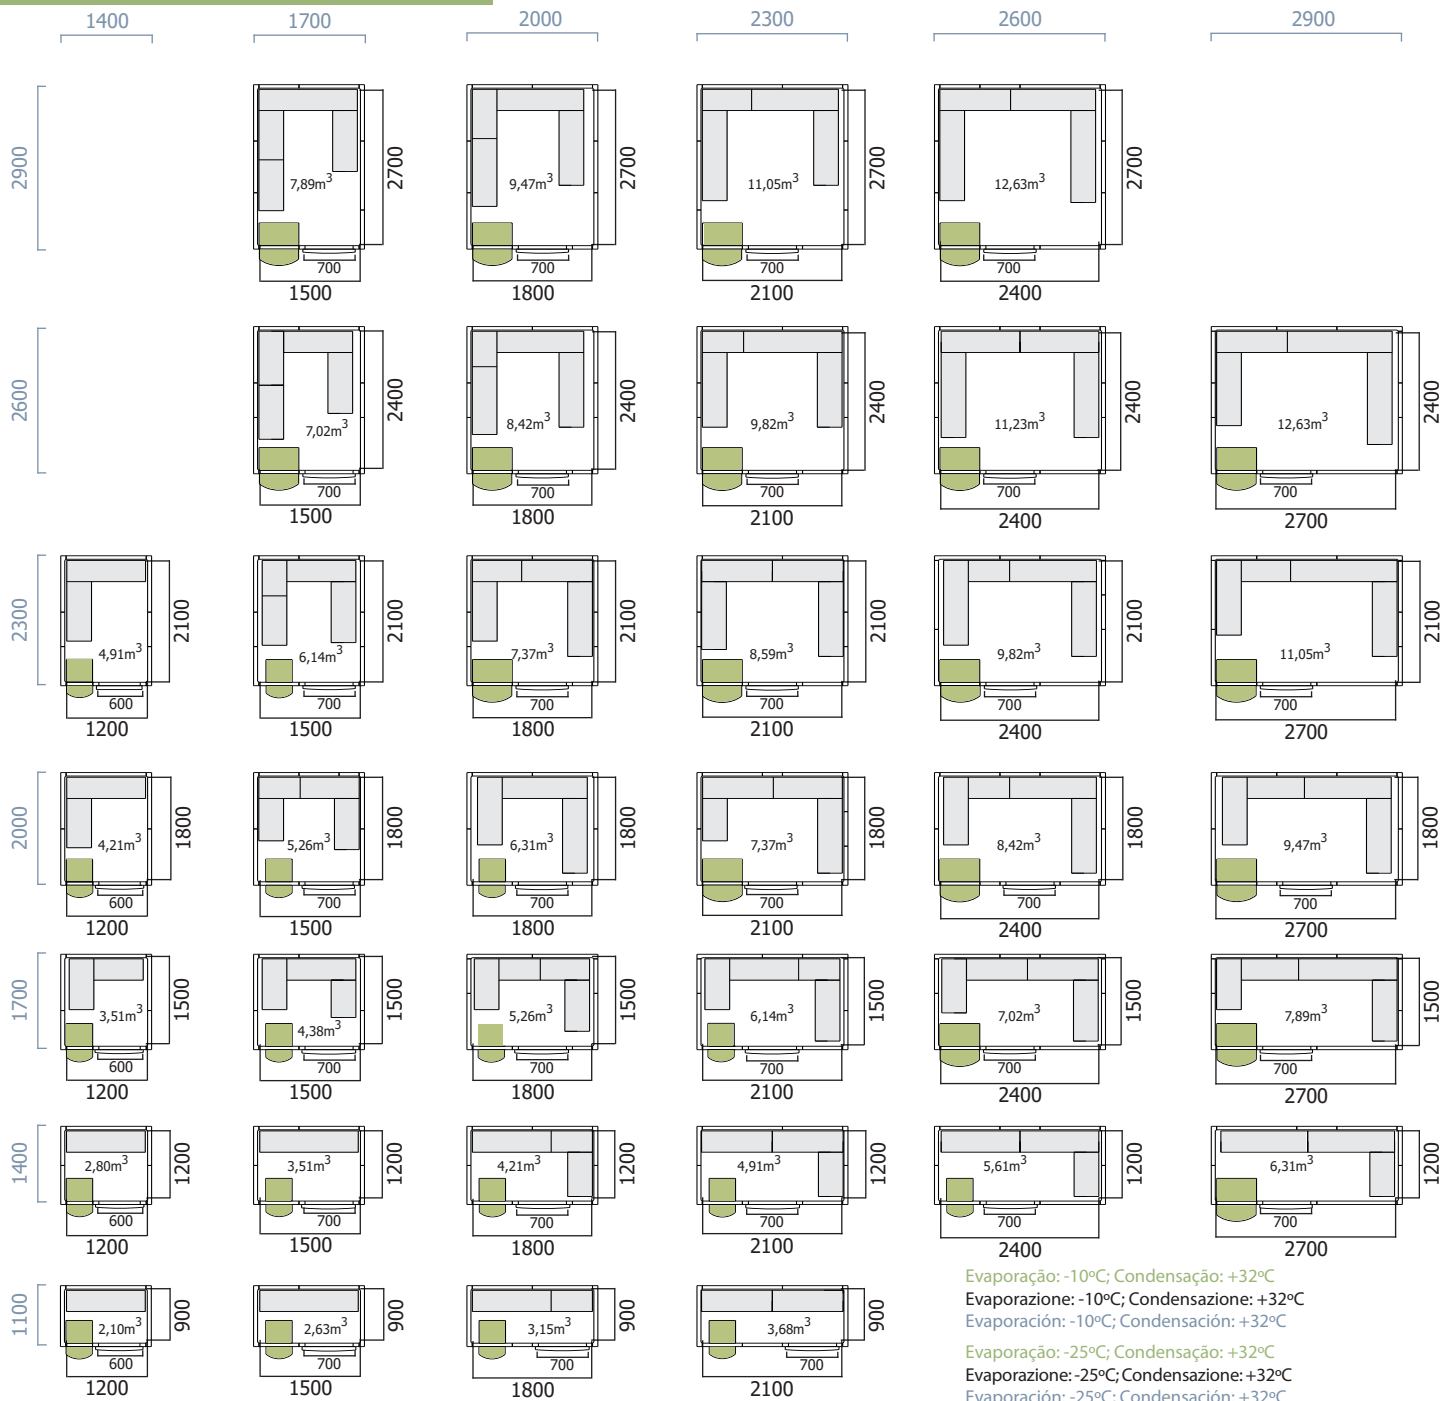 1400 1700 2000 2300 2600 2900
2900
7,89m³ 2700 700 1500
9,47m³ 2700 700 1800
11,05m³ 2700 700 2100
12,63m³ 2700 700 2400
2600
7,02m³ 2400 700 1500
8,42m³ 2400 700 1800
9,82m³ 2400 700 2100
11,23m³ 2400 700 2400
12,63m³ 2400 700 2700
2300
4,91m³ 2100 600 1200
6,14m³ 2100 700 1500
7,37m³ 2100 700 1800
8,59m³ 2100 700 2100
9,82m³ 2100 700 2400
11,05m³ 2100 700 2700
2000
4,21m³ 1800 600 1200
5,26m³ 1800 700 1500
6,31m³ 1800 700 1800
7,37m³ 1800 700 2100
8,42m³ 1800 700 2400
9,47m³ 1800 700 2700
1700
3,51m³ 1500 600 1200
4,38m³ 1500 700 1500
5,26m³ 1500 700 1800
6,14m³ 1500 700 2100
7,02m³ 1500 700 2400
7,89m³ 1500 700 2700
1400
2,80m³ 1200 600 1200
3,51m³ 1200 700 1500
4,21m³ 1200 700 1800
4,91m³ 1200 700 2100
5,61m³ 1200 700 2400
6,31m³ 1200 700 2700
1100
2,10m³ 900 600 1200
2,63m³ 900 700 1500
3,15m³ 900 700 1800
3,68m³ 900 700 2100
Evaporação: -10ºC; Condensação: +32ºC
Evaporazione: -10ºC; Condensazione: +32ºC
Evaporación: -10ºC; Condensación: +32ºC
Evaporação: -25ºC; Condensação: +32ºC
Evaporazione: -25ºC; Condensazione: +32ºC
Evaporación: -25ºC; Condensación: +32ºC